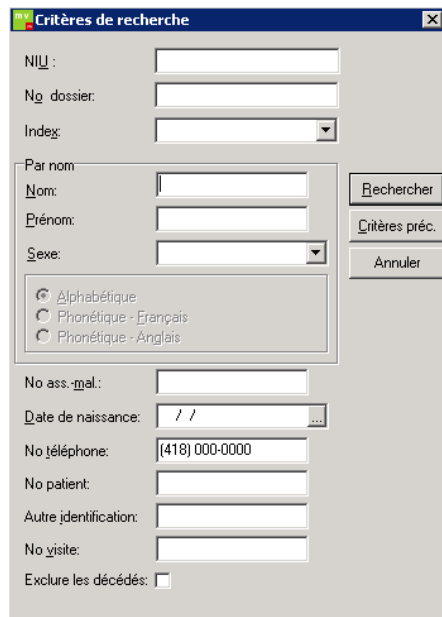 Critères de recherche
NIU :
No dossier:
Index:
Par nom
Nom:
Prénom:
Sexe:
Alphabétique
Phonétique - Français
Phonétique - Anglais
Rechercher
Critères préc.
Annuler
No ass.-mal.:
Date de naissance: / / ...
No téléphone: (418) 000-0000
No patient:
Autre identification:
No visite:
Exclure les décédés: